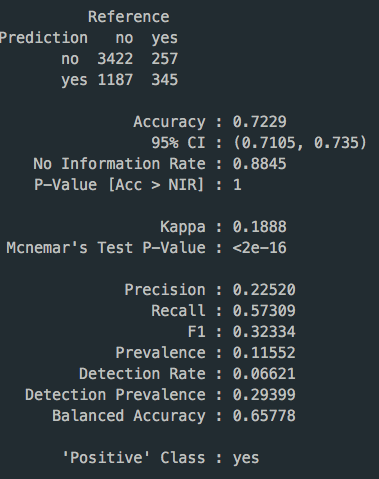 Reference
Prediction no yes
no 3422 257
yes 1187 345
Accuracy : 0.7229
95% CI : (0.7105, 0.735)
No Information Rate : 0.8845
P-Value [Acc > NIR] : 1
Kappa : 0.1888
Mcnemar's Test P-Value : <2e-16
Precision : 0.22520
Recall : 0.57309
F1 : 0.32334
Prevalence : 0.11552
Detection Rate : 0.06621
Detection Prevalence : 0.29399
Balanced Accuracy : 0.65778
'Positive' Class : yes